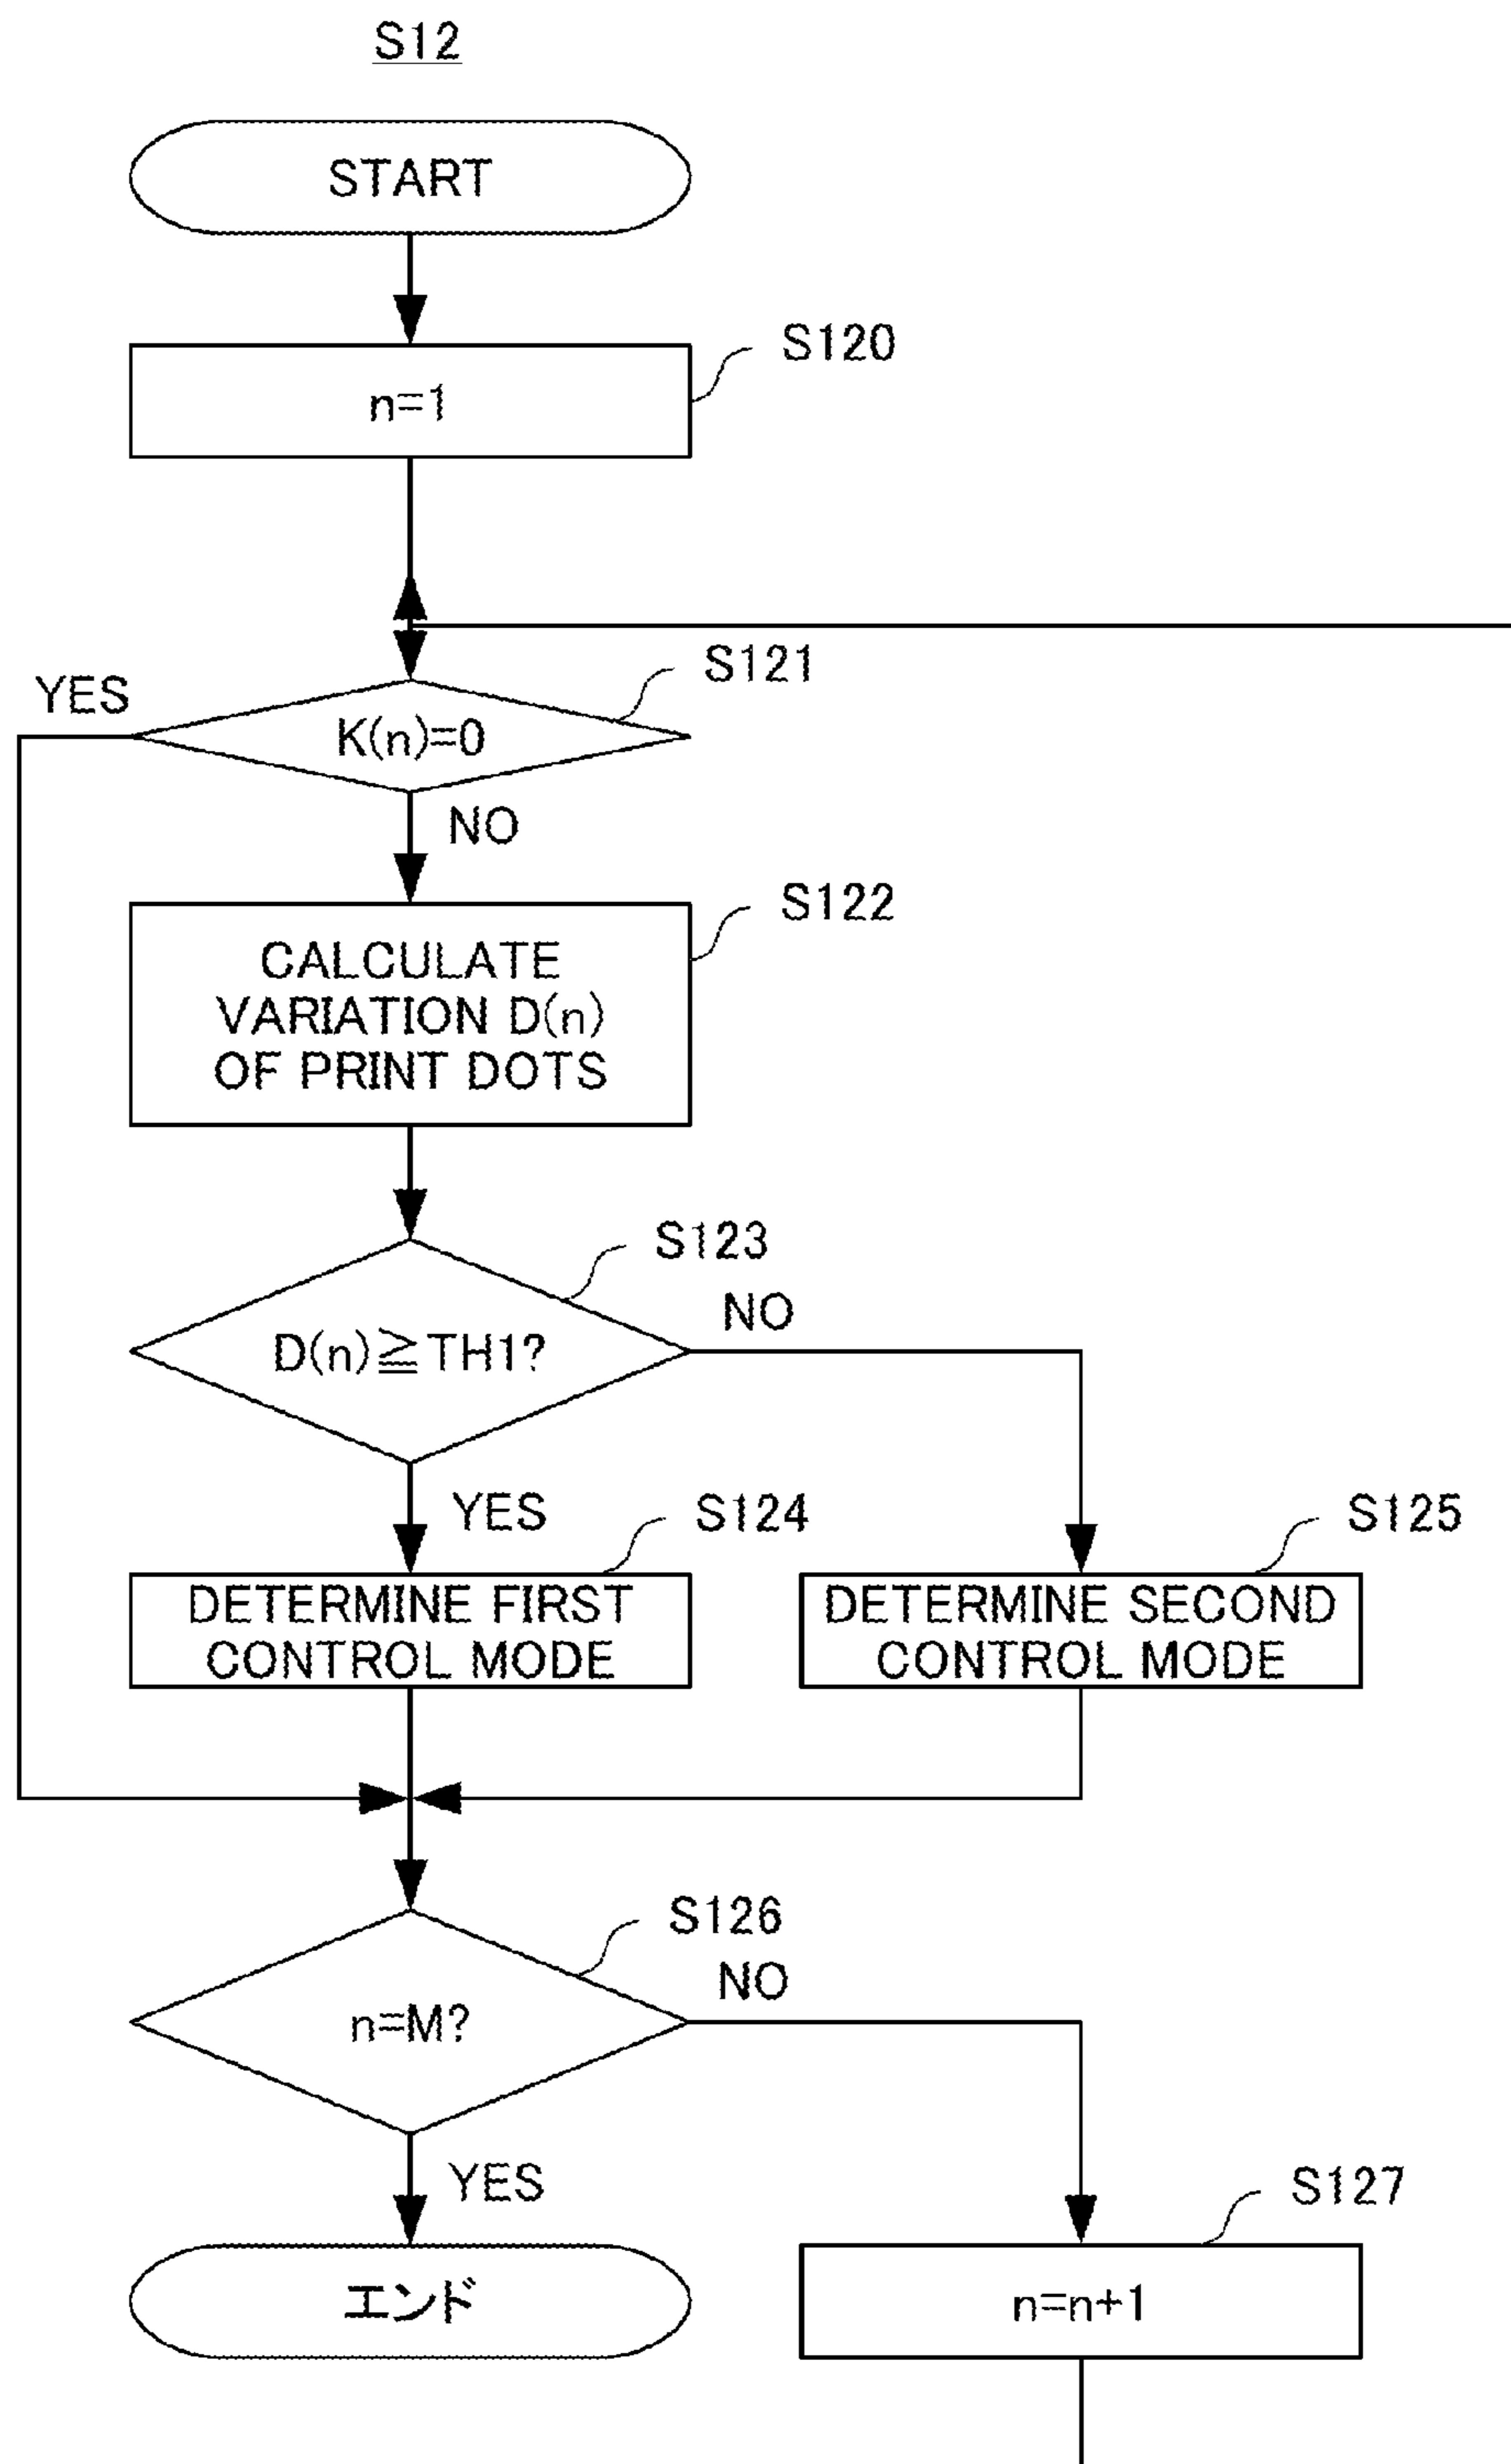 S12
START
S120
n=1
S121
YES
K(n)=0
NO
S122
CALCULATE
VARIATION D(n)
OF PRINT DOTS
S123
NO
D(n)≧TH1?
YES
S124
S125
DETERMINE FIRST
CONTROL MODE
DETERMINE SECOND
CONTROL MODE
S126
NO
n=M?
YES
S127
エンド
n=n+1